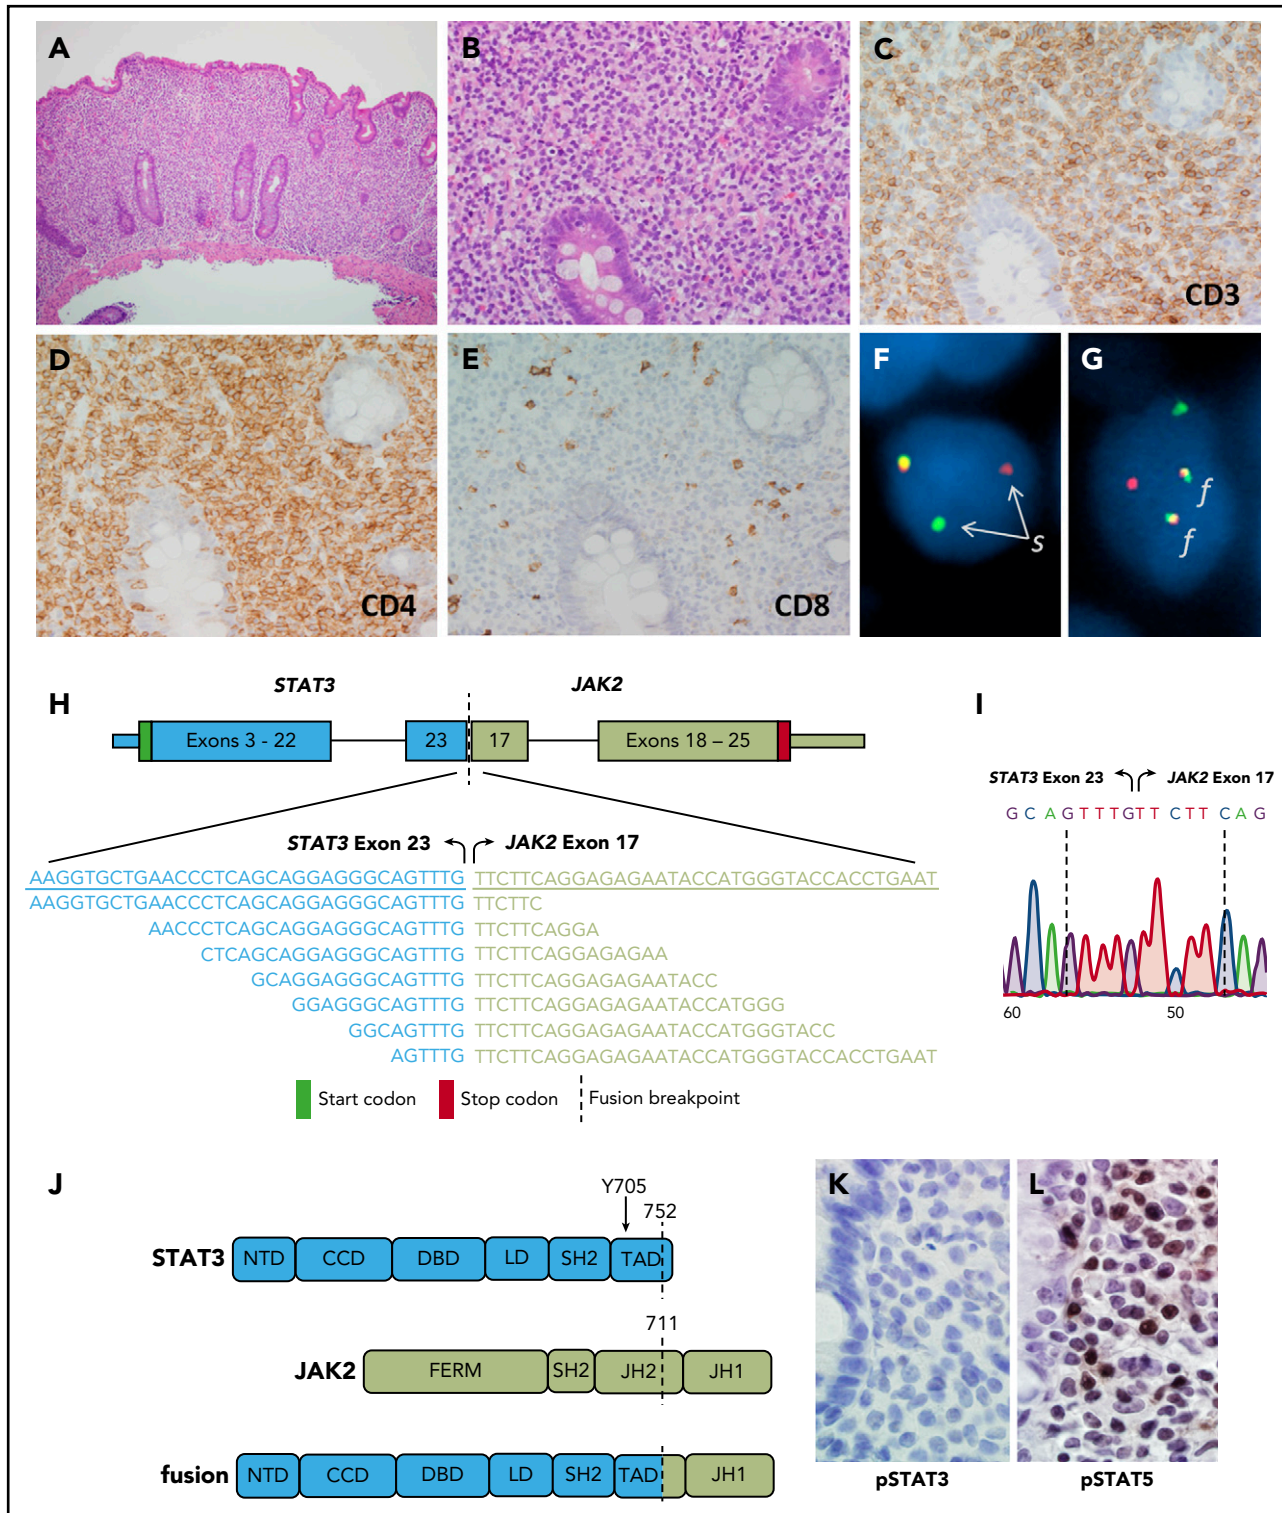 A
B
C
CD3
D
CD4
E
CD8
F
s
G
f
f
H
STAT3
JAK2
Exons 3 - 22
23
17
Exons 18 – 25
STAT3 Exon 23
JAK2 Exon 17
AAGGTGCTGAACCCTCAGCAGGAGGGCAGTTTG TTCTTCAGGAGAGAATACCATGGGTACCACCTGAAT
AAGGTGCTGAACCCTCAGCAGGAGGGCAGTTTG TTCTTC
AACCCTCAGCAGGAGGGCAGTTTG TTCTTCAGGA
CTCAGCAGGAGGGCAGTTTG TTCTTCAGGAGAGAA
GCAGGAGGGCAGTTTG TTCTTCAGGAGAGAATACC
GGAGGGCAGTTTG TTCTTCAGGAGAGAATACCATGGG
GGCAGTTTG TTCTTCAGGAGAGAATACCATGGGTACC
AGTTTG TTCTTCAGGAGAGAATACCATGGGTACCACCTGAAT
Start codon
Stop codon
Fusion breakpoint
I
STAT3 Exon 23
JAK2 Exon 17
G C A G T T T G T T C T T C A G
60
50
J
Y705
752
STAT3
NTD
CCD
DBD
LD
SH2
TAD
711
JAK2
FERM
SH2
JH2
JH1
fusion
NTD
CCD
DBD
LD
SH2
TAD
JH1
K
pSTAT3
L
pSTAT5